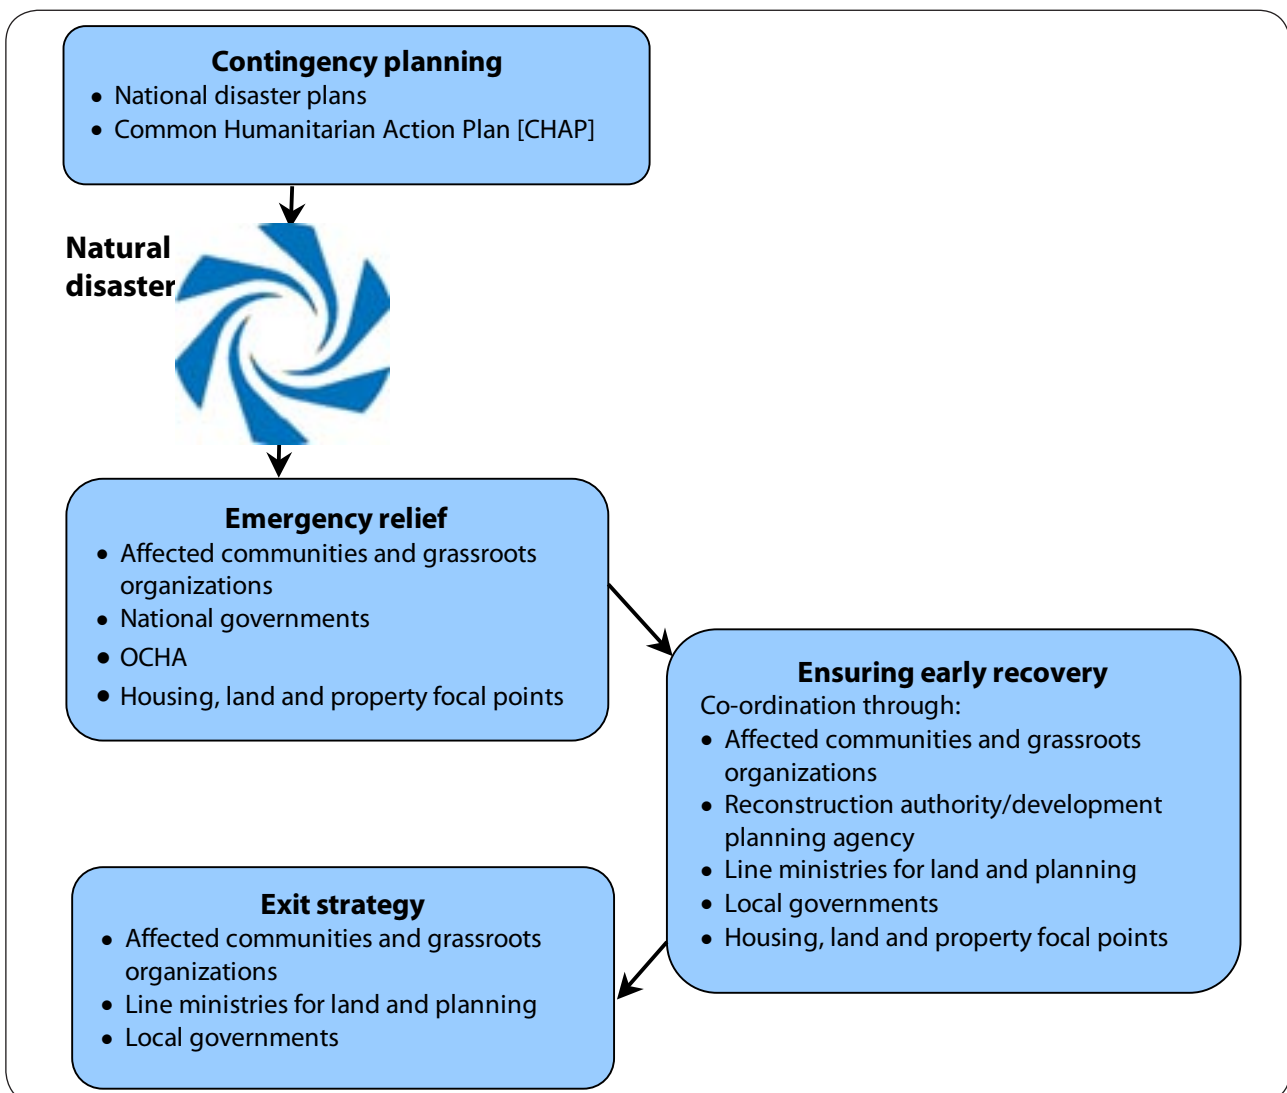 Contingency planning
• National disaster plans
• Common Humanitarian Action Plan [CHAP]
Natural
disaster
Emergency relief
• Affected communities and grassroots
organizations
• National governments
• OCHA
• Housing, land and property focal points
Ensuring early recovery
Co-ordination through:
• Affected communities and grassroots
organizations
• Reconstruction authority/development
planning agency
• Line ministries for land and planning
• Local governments
• Housing, land and property focal points
Exit strategy
• Affected communities and grassroots
organizations
• Line ministries for land and planning
• Local governments